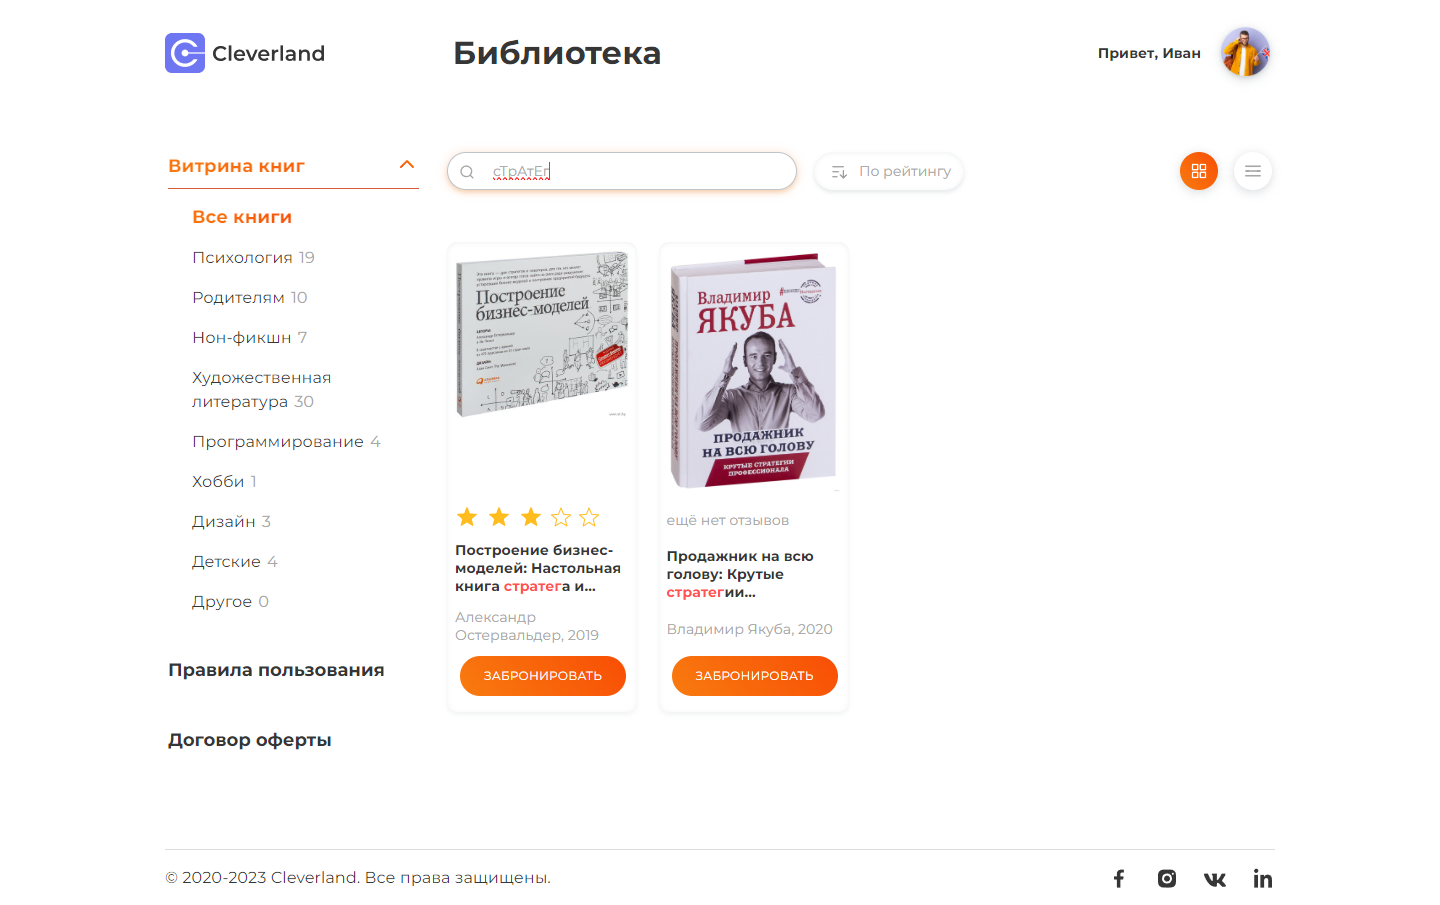 Cleverland
Библиотека
Привет, Иван
Витрина книг
сТрАтЕг
По рейтингу
Все книги
Психология 19
Родителям 10
Нон-фикшн 7
Художественная
литература 30
Программирование 4
Хобби 1
Дизайн 3
Детские 4
Другое 0
Правила пользования
Договор оферты
Построение
бизнес-моделей
Построение бизнес-
моделей: Настольная
книга стратега и...
Александр
Остервальдер, 2019
ЗАБРОНИРОВАТЬ
Владимир
ЯКУБА
ПРОДАЖНИК
НА ВСЮ ГОЛОВУ
КРУТЫЕ СТРАТЕГИИ
ПРОФЕССИОНАЛА
ещё нет отзывов
Продажник на всю
голову: Крутые
стратегии...
Владимир Якуба, 2020
ЗАБРОНИРОВАТЬ
© 2020-2023 Cleverland. Все права защищены.